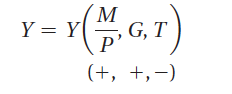 Y = Y(M/P, G, T)
(+, +, −)